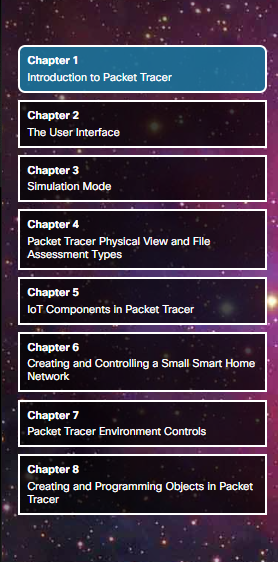 Chapter 1
Introduction to Packet Tracer
Chapter 2
The User Interface
Chapter 3
Simulation Mode
Chapter 4
Packet Tracer Physical View and File
Assessment Types
Chapter 5
IoT Components in Packet Tracer
Chapter 6
Creating and Controlling a Small Smart Home
Network
Chapter 7
Packet Tracer Environment Controls
Chapter 8
Creating and Programming Objects in Packet
Tracer